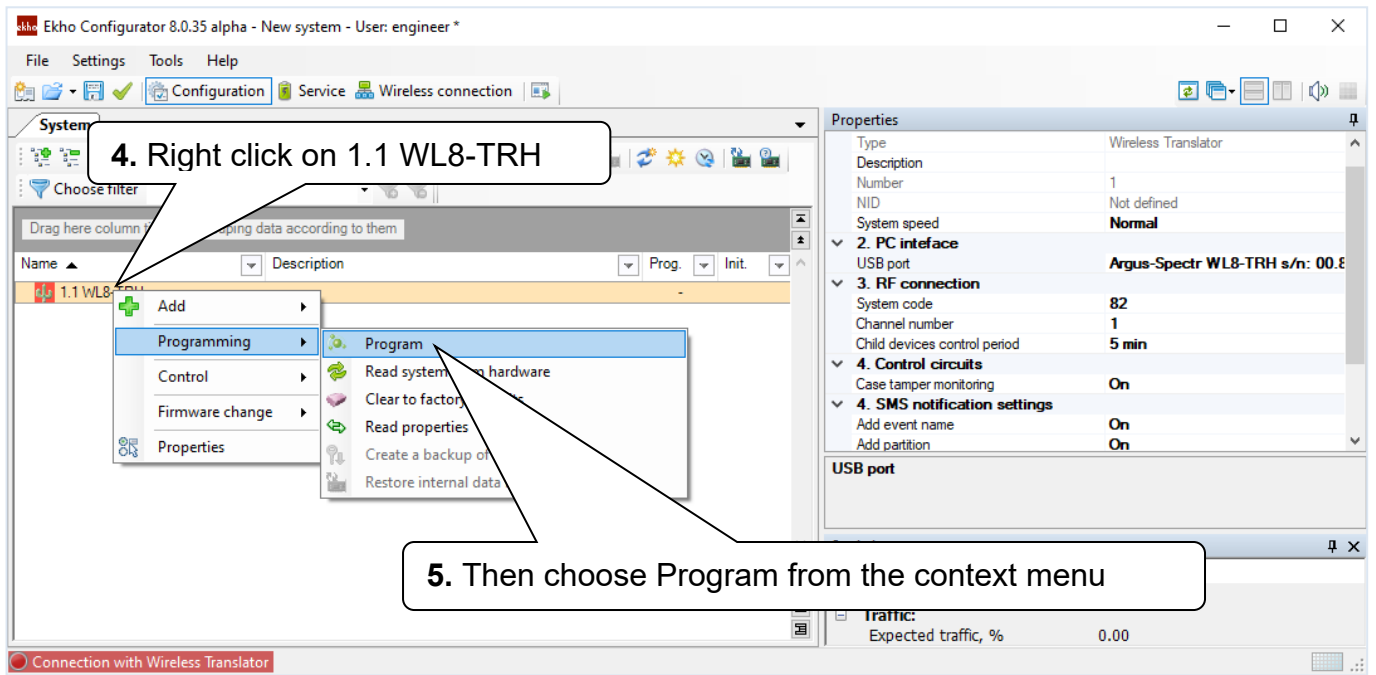 ekho Ekho Configurator 8.0.35 alpha - New system - User: engineer *
File Settings Tools Help
Configuration Service Wireless connection
System
4. Right click on 1.1 WL8-TRH
Choose filter
Drag here column ping data according to them
Name Description Prog. Init.
1.1 WL8-TRH -
Add
Programming
Control
Firmware change
Properties
Program
Read system hardware
Clear to factory
Read properties
Create a backup of
Restore internal data
5. Then choose Program from the context menu
Properties
Type Wireless Translator
Description
Number 1
NID Not defined
System speed Normal
2. PC inteface
USB port Argus-Spectr WL8-TRH s/n: 00.8
3. RF connection
System code 82
Channel number 1
Child devices control period 5 min
4. Control circuits
Case tamper monitoring On
4. SMS notification settings
Add event name On
Add partition On
USB port
Traffic:
Expected traffic, % 0.00
Connection with Wireless Translator